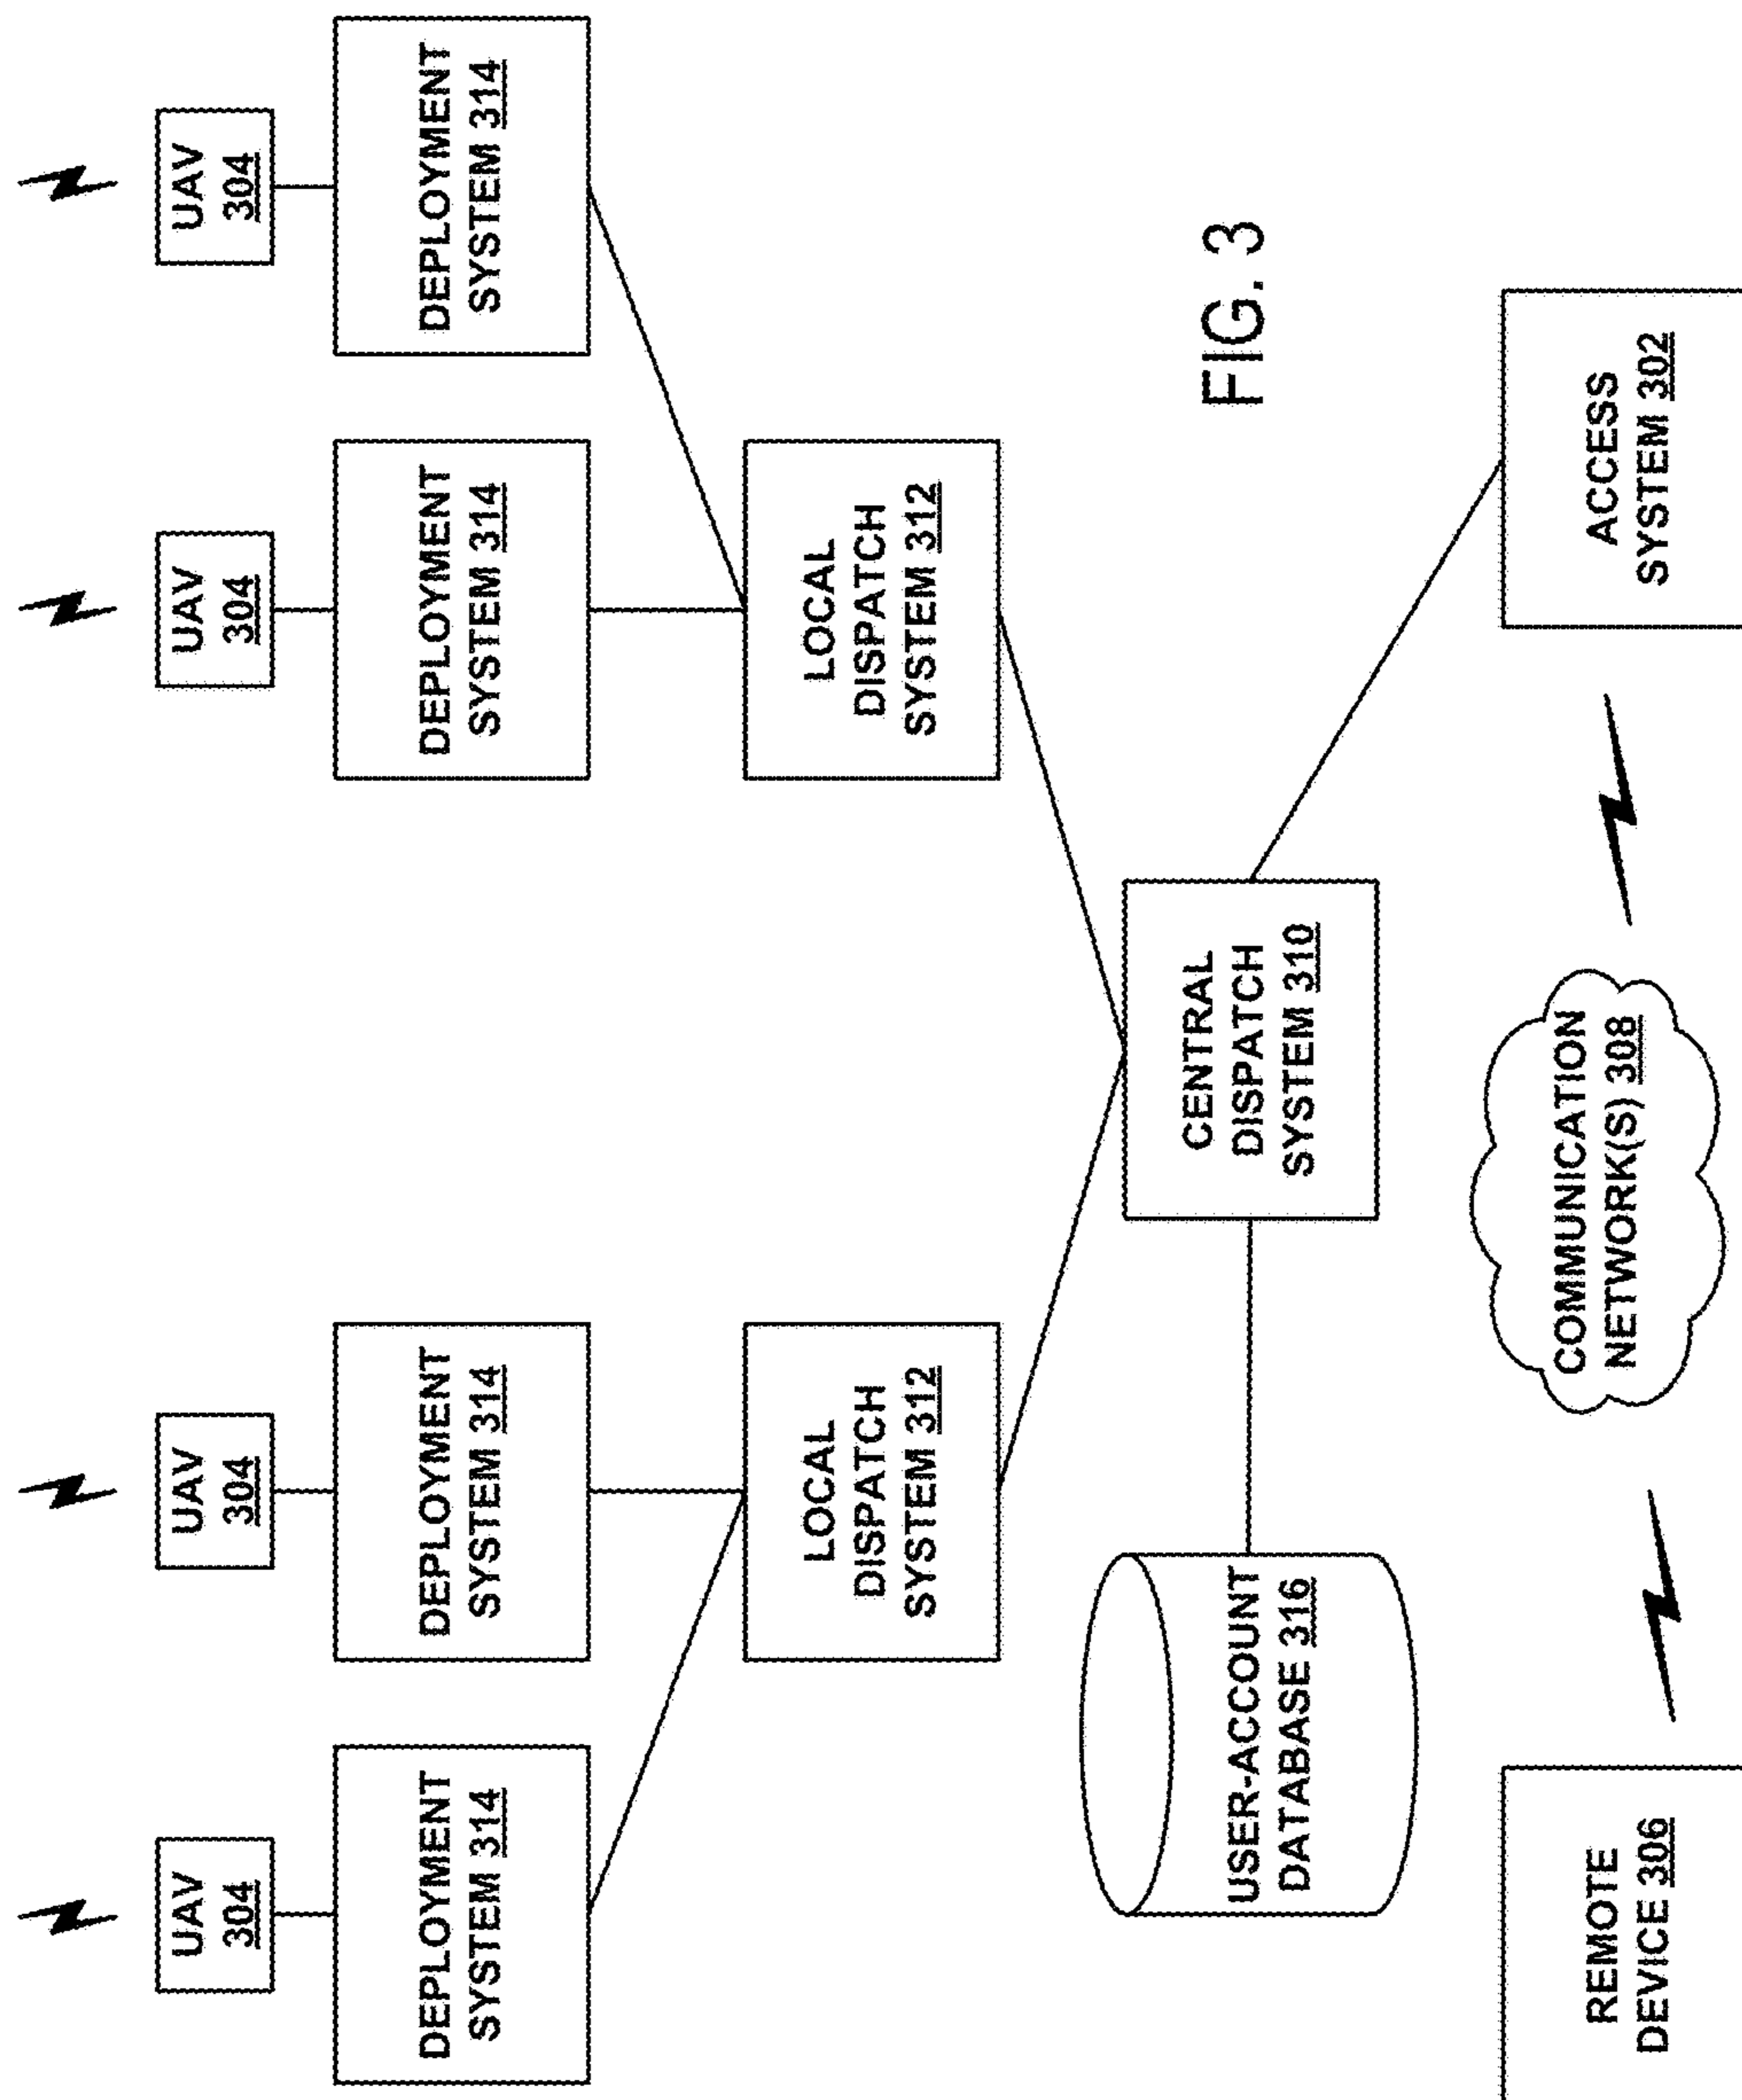 UAV
304
UAV
304
UAV
304
UAV
304
DEPLOYMENT
SYSTEM 314
DEPLOYMENT
SYSTEM 314
DEPLOYMENT
SYSTEM 314
DEPLOYMENT
SYSTEM 314
LOCAL
DISPATCH
SYSTEM 312
LOCAL
DISPATCH
SYSTEM 312
USER-ACCOUNT
DATABASE 316
CENTRAL
DISPATCH
SYSTEM 310
FIG. 3
REMOTE
DEVICE 306
COMMUNICATION
NETWORK(S) 308
ACCESS
SYSTEM 302